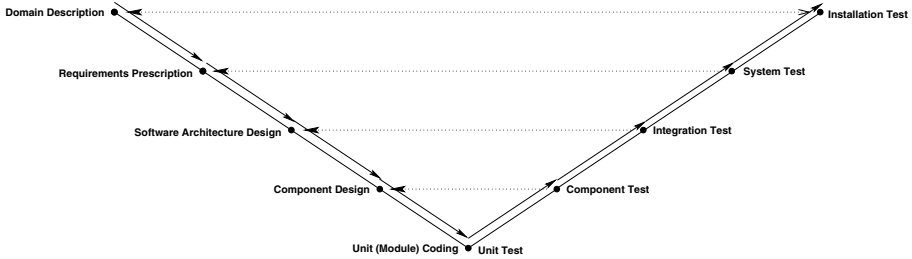 Domain Description
Installation Test
Requirements Prescription
System Test
Software Architecture Design
Integration Test
Component Design
Component Test
Unit (Module) Coding
Unit Test